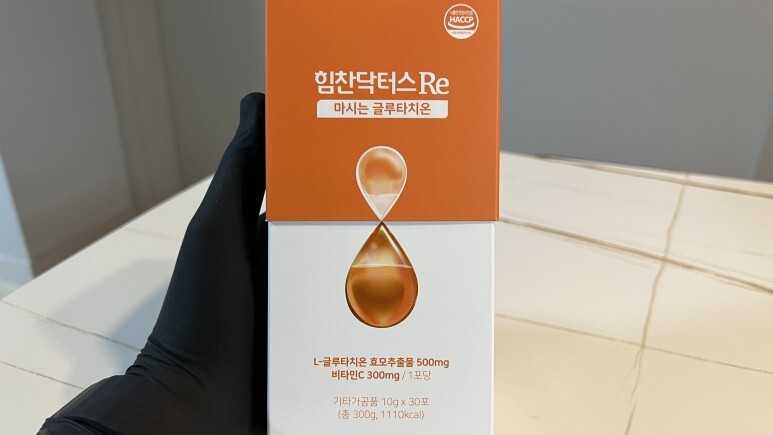 HACCP
힘찬닥터스 Re
마시는 글루타치온
L-글루타치온 효모추출물 500mg
비타민C 300mg / 1포당
기타가공품 10g x 30포
(총 300g, 1110kcal)